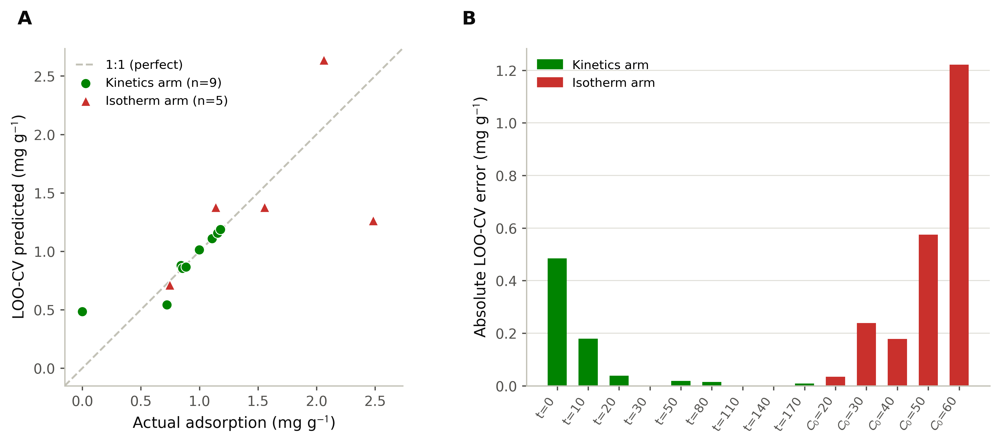 A
1:1 (perfect)
Kinetics arm (n=9)
Isotherm arm (n=5)
LOO-CV predicted (mg g⁻¹)
2.5
2.0
1.5
1.0
0.5
0.0
0.0 0.5 1.0 1.5 2.0 2.5
Actual adsorption (mg g⁻¹)
B
Kinetics arm
Isotherm arm
Absolute LOO-CV error (mg g⁻¹)
1.2
1.0
0.8
0.6
0.4
0.2
0.0
t=0 t=10 t=20 t=30 t=50 t=80 t=110 t=140 t=170 C₀=20 C₀=30 C₀=40 C₀=50 C₀=60